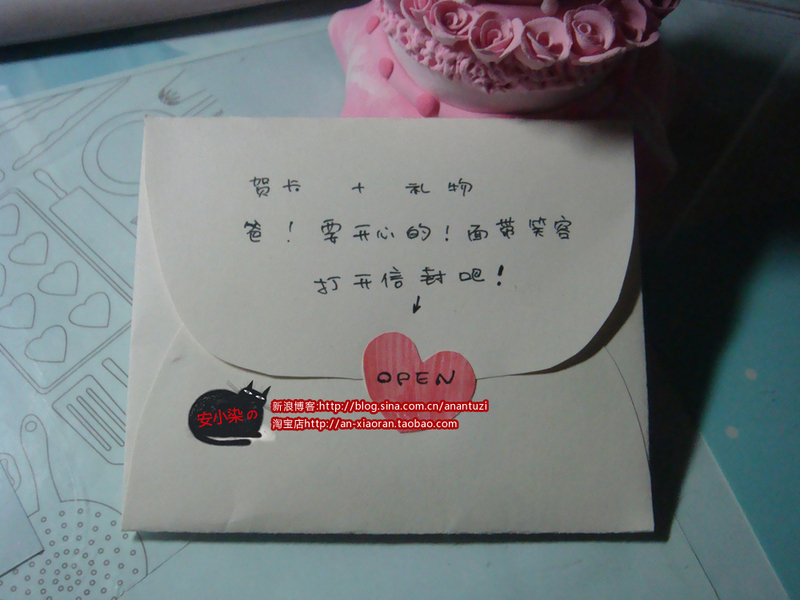 賀卡 + 礼物
爸！要开心的！面带笑容
打开信封吧！
OPEN
安小染の
新浪博客:http://blog.sina.com.cn/anantuzi
淘宝店http://an-xiaoran.taobao.com